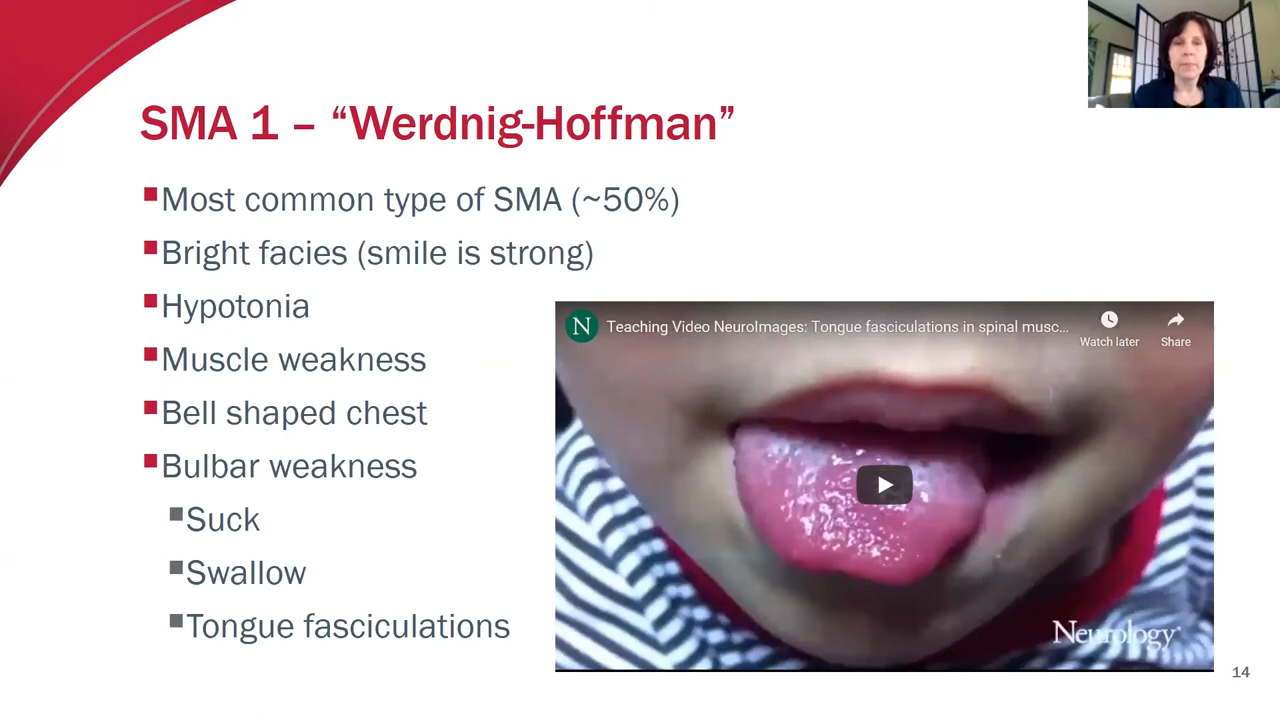 SMA 1 – “Werdnig-Hoffman”
Most common type of SMA (~50%)
Bright facies (smile is strong)
Hypotonia
Muscle weakness
Bell shaped chest
Bulbar weakness
Suck
Swallow
Tongue fasciculations
N
Teaching Video NeuroImages: Tongue fasciculations in spinal musc...
Watch later
Share
Neurology
14